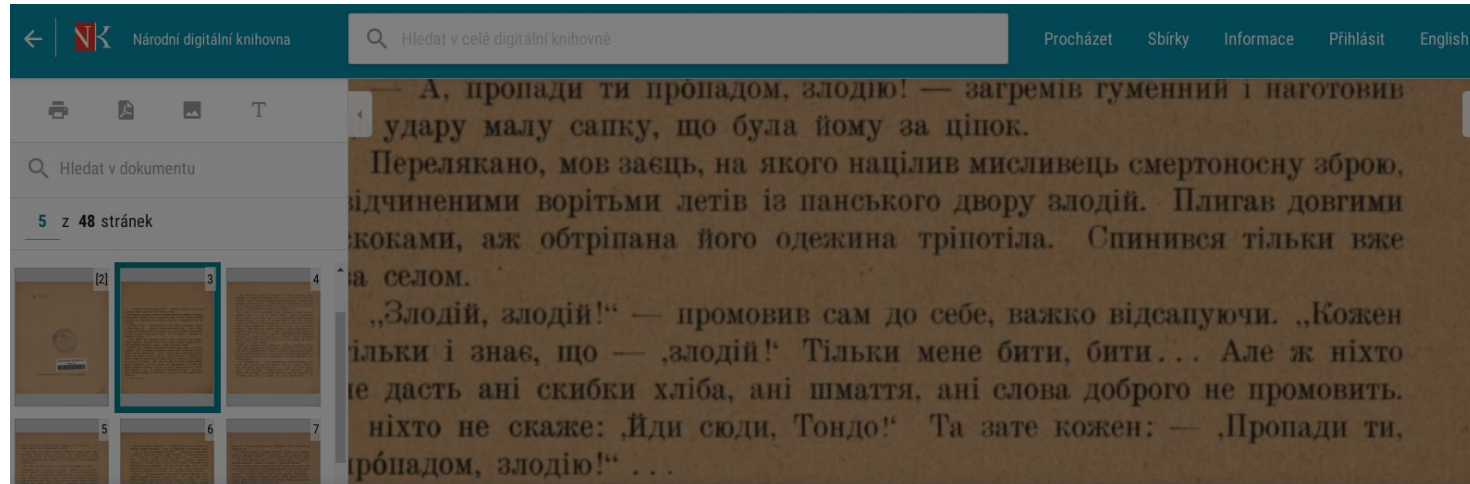 NK Národní digitální knihovna
Hledat v celé digitální knihovně
Procházet Sbírky Informace Přihlásit English
T
Hledat v dokumentu
5 z 48 stránek
[2] 3 4
5 6 7
— А, пропади ти про́падом, злодію! — загремів гуменний і наготовив
удару малу сапку, що була йому за ціпок.
Перелякано, мов заєць, на якого націлив мисливець смертоносну зброю,
ідчиненими ворітьми летів із панського двору злодій. Плигав довгими
коками, аж обтріпана його одежина тріпотіла. Спинився тільки вже
а селом.
„Злодій, злодій!“ — промовив сам до себе, важко відсапуючи. „Кожен
ільки і знає, що — ‚злодій!‘ Тільки мене бити, бити... Але ж ніхто
е дасть ані скибки хліба, ані шмаття, ані слова доброго не промовить.
ніхто не скаже: ‚Йди сюди, Тондо!‘ Та зате кожен: — ‚Пропади ти,
про́падом, злодію!“ ...